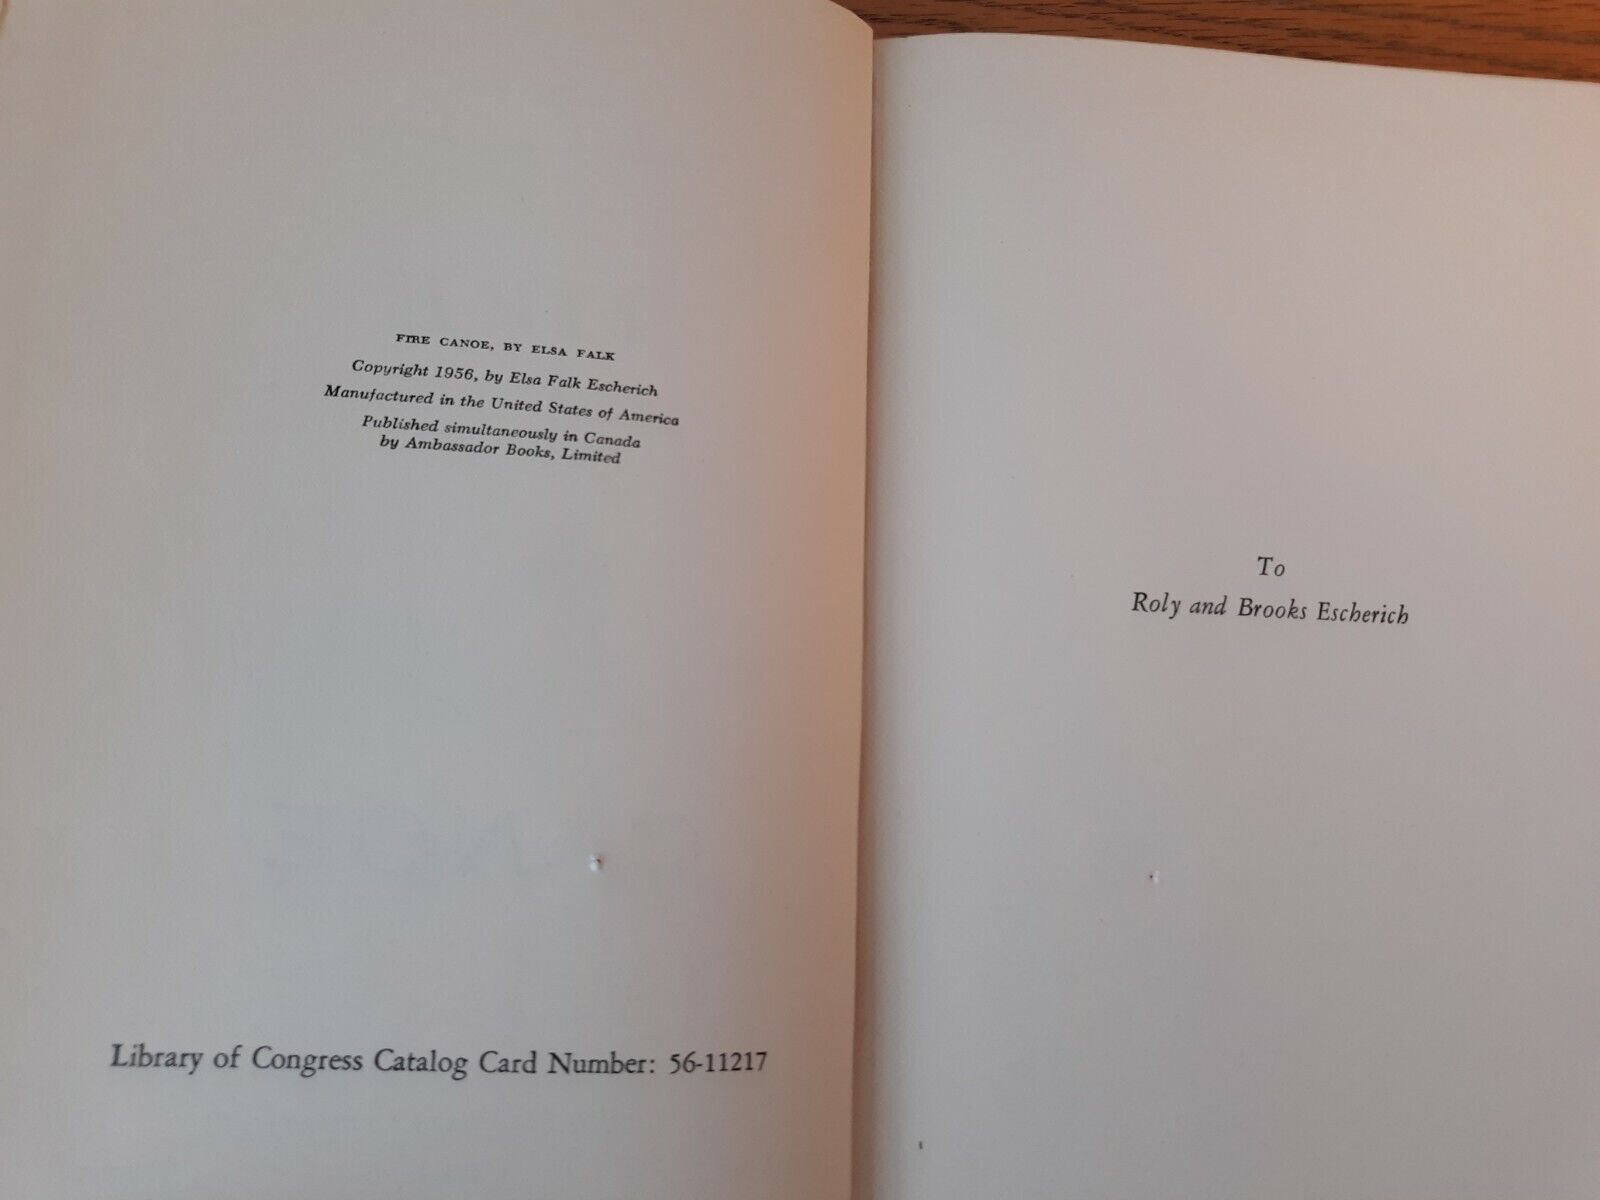 FIRE CANOE, BY ELSA FALK
Copyright 1956, by Elsa Falk Escherich
Manufactured in the United States of America
Published simultaneously in Canada
by Ambassador Books, Limited
Library of Congress Catalog Card Number: 56-11217
To
Roly and Brooks Escherich